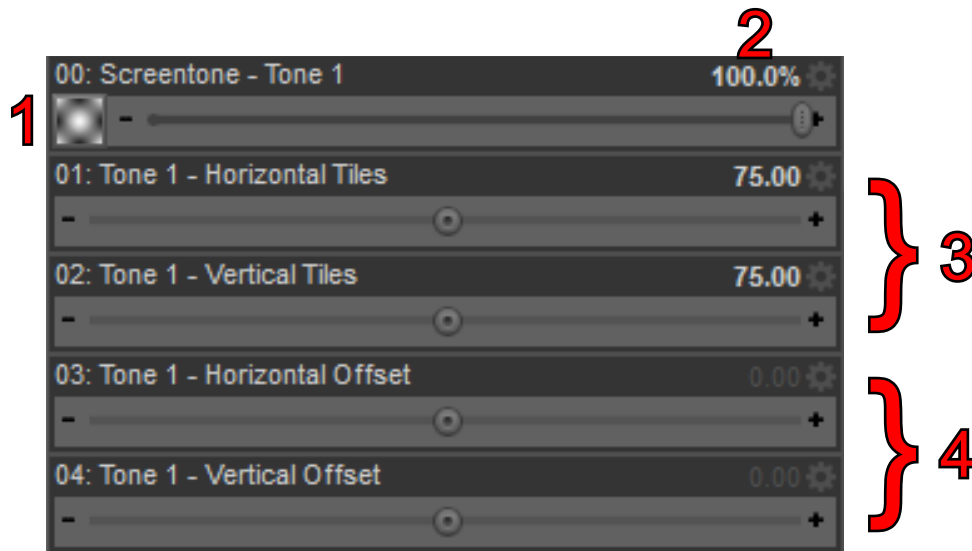 2
00: Screentone - Tone 1 100.0%
1
- +
01: Tone 1 - Horizontal Tiles 75.00
- +
3
02: Tone 1 - Vertical Tiles 75.00
- +
03: Tone 1 - Horizontal Offset 0.00
- +
4
04: Tone 1 - Vertical Offset 0.00
- +